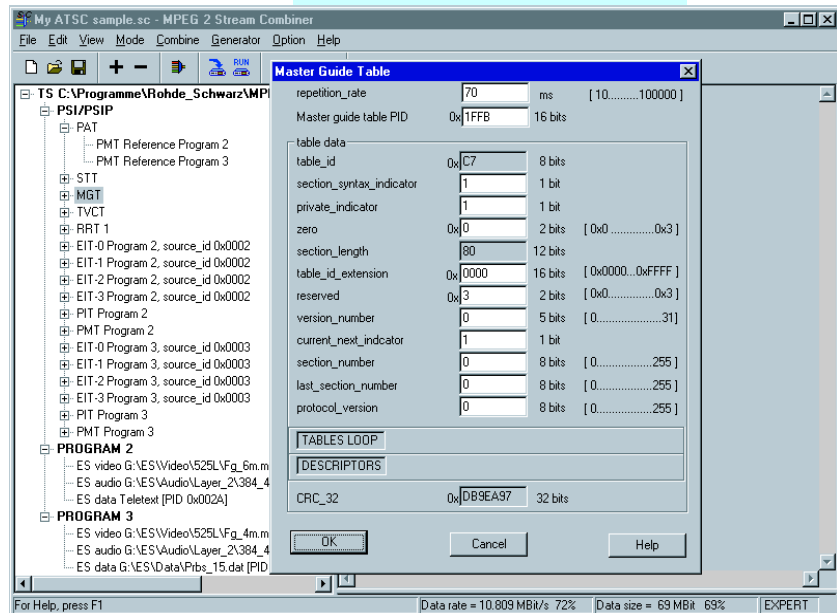 My ATSC sample.sc - MPEG 2 Stream Combiner
File Edit View Mode Combine Generator Option Help
RUN
TS C:\Programme\Rohde_Schwarz\MPI
PSI/PSIP
PAT
PMT Reference Program 2
PMT Reference Program 3
STT
MGT
TVCT
RRT 1
EIT-0 Program 2, source_id 0x0002
EIT-1 Program 2, source_id 0x0002
EIT-2 Program 2, source_id 0x0002
EIT-3 Program 2, source_id 0x0002
PIT Program 2
PMT Program 2
EIT-0 Program 3, source_id 0x0003
EIT-1 Program 3, source_id 0x0003
EIT-2 Program 3, source_id 0x0003
EIT-3 Program 3, source_id 0x0003
PIT Program 3
PMT Program 3
PROGRAM 2
ES video G:\ES\Video\525L\Fg_6m.m
ES audio G:\ES\Audio\Layer_2\384_4
ES data Teletext [PID 0x002A]
PROGRAM 3
ES video G:\ES\Video\525L\Fg_4m.m
ES audio G:\ES\Audio\Layer_2\384_4
ES data G:\ES\Data\Prbs_15.dat [PID
Master Guide Table
repetition_rate 70 ms [ 10.........100000 ]
Master guide table PID 0x 1FFB 16 bits
table data
table_id 0x C7 8 bits
section_syntax_indicator 1 1 bit
private_indicator 1 1 bit
zero 0x 0 2 bits [ 0x0 .............0x3 ]
section_length 80 12 bits
table_id_extension 0x 0000 16 bits [ 0x0000...0xFFFF ]
reserved 0x 3 2 bits [ 0x0..............0x3 ]
version_number 0 5 bits [ 0....................31]
current_next_indcator 1 1 bit
section_number 0 8 bits [ 0.................255 ]
last_section_number 0 8 bits [ 0.................255 ]
protocol_version 0 8 bits [ 0.................255 ]
TABLES LOOP
DESCRIPTORS
CRC_32 0x DB9EA97 32 bits
OK Cancel Help
For Help, press F1 Data rate = 10.809 MBit/s 72% Data size = 69 MBit 69% EXPERT